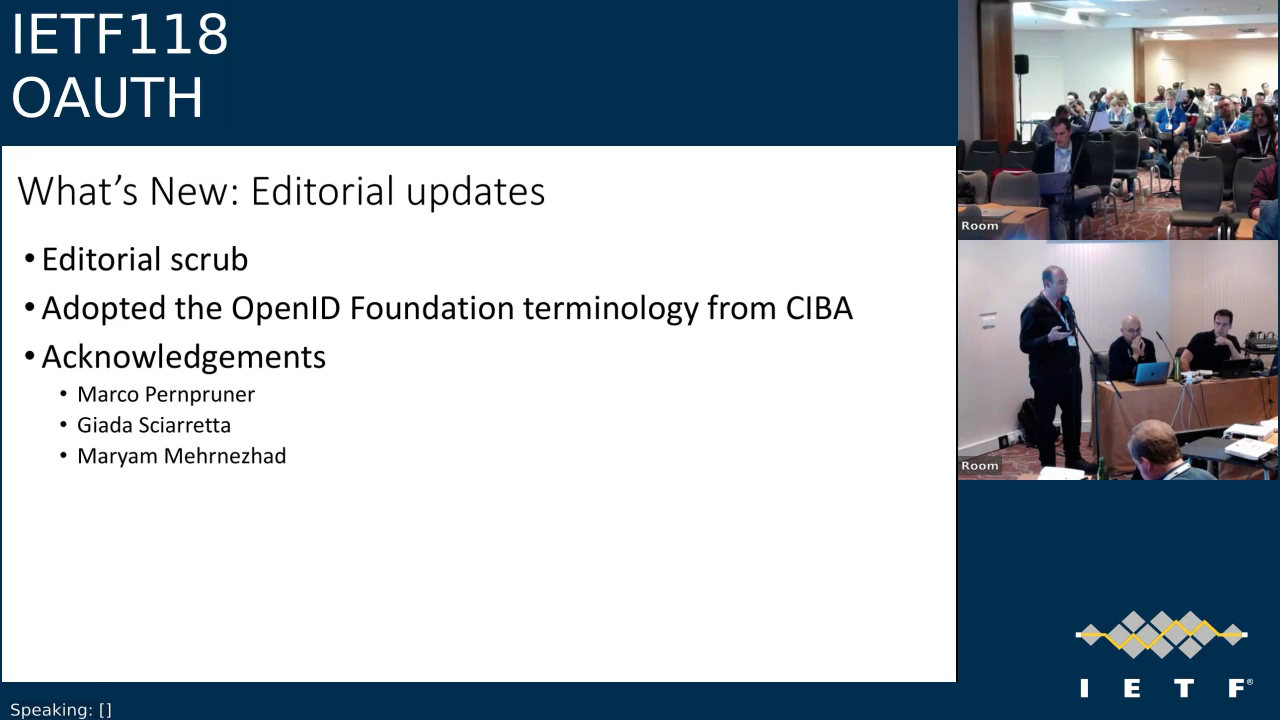 IETF118
OAUTH
What’s New: Editorial updates
• Editorial scrub
• Adopted the OpenID Foundation terminology from CIBA
• Acknowledgements
• Marco Pernpruner
• Giada Sciarretta
• Maryam Mehrnezhad
Room
Room
I E T F®
Speaking: []